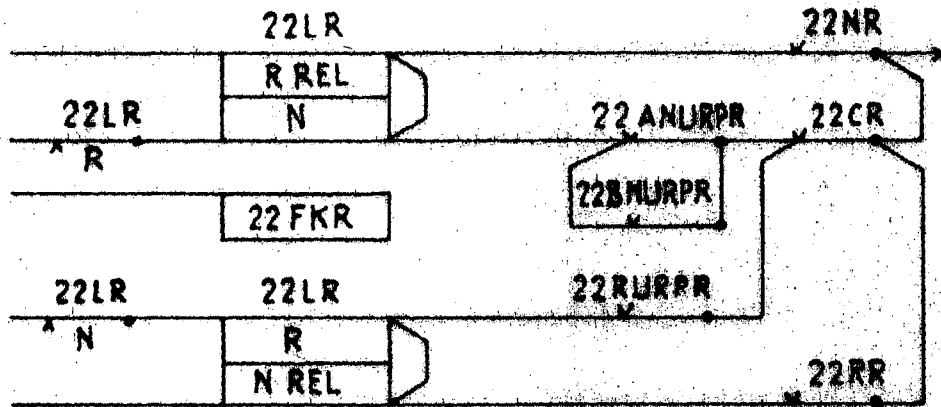 22LR 22NR
R REL
N
22LR 22ANURPR 22CR
R
22BNURPR
22FKR
22LR 22LR 22RURPR
N R
N REL 22RR